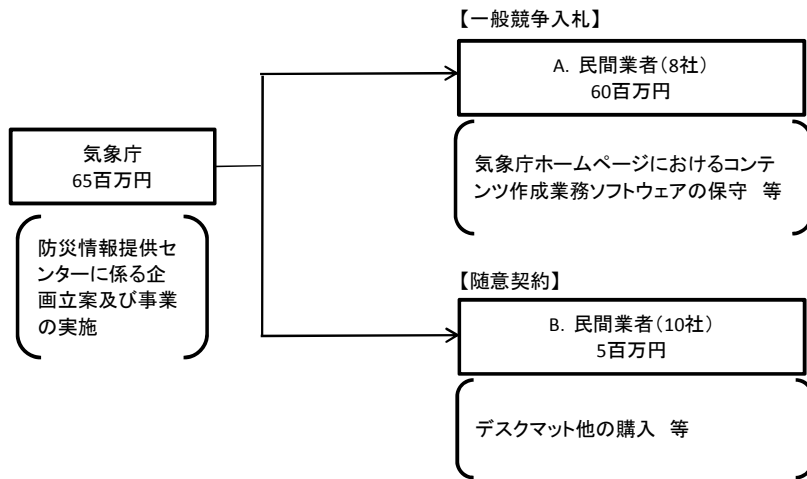 【一般競争入札】
A. 民間業者(8社)
60百万円
気象庁
65百万円
気象庁ホームページにおけるコンテ
ンツ作成業務ソフトウェアの保守 等
防災情報提供セ
ンターに係る企
画立案及び事業
の実施
【随意契約】
B. 民間業者(10社)
5百万円
デスクマット他の購入 等